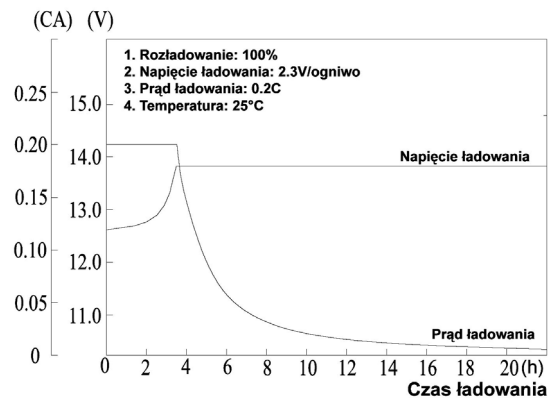 (CA) (V)
1. Rozładowanie: 100%
2. Napięcie ładowania: 2.3V/ogniwo
3. Prąd ładowania: 0.2C
4. Temperatura: 25°C
0.25
15.0
0.20
14.0
Napięcie ładowania
0.15
13.0
0.10
12.0
0.05
11.0
Prąd ładowania
0
0 2 4 6 8 10 12 14 16 18 20 (h)
Czas ładowania